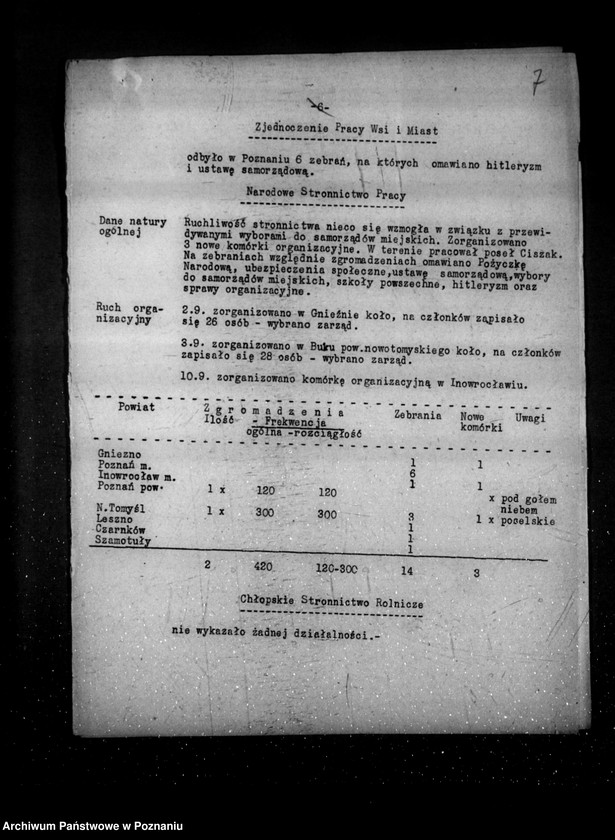 7
-6-
Zjednoczenie Pracy Wsi i Miast
odbyło w Poznaniu 6 zebrań, na których omawiano hitleryzm
i ustawę samorządową.
Narodowe Stronnictwo Pracy
Dane natury ogólnej
Ruchliwość stronnictwa nieco się wzmogła w związku z przewi-
dywanymi wyborami do samorządów miejskich. Zorganizowano
3 nowe komórki organizacyjne. W terenie pracował poseł Ciszak.
Na zebraniach względnie zgromadzeniach omawiano Pożyczkę
Narodową, ubezpieczenia społeczne,ustawę samorządową,wybory
do samorządów miejskich, szkoły powszechne, hitleryzm oraz
sprawy organizacyjne.
Ruch orga-
nizacyjny
2.9. zorganizowano w Gnieźnie koło, na członków zapisało
się 26 osób - wybrano zarząd.
3.9. zorganizowano w Buku pow.nowotomyskiego koło, na członków
zapisało się 28 osób - wybrano zarząd.
10.9. zorganizowano komórkę organizacyjną w Inowrocławiu.
Powiat Zgromadzenia Zebrania Nowe Uwagi
Ilość - Frekwencja komórki
ogólna -rozciągłość
Gniezno 1 1
Poznań m. 6
Inowrocław m. 1 1
Poznań pow. 1 x 120 120 x pod gołem
niebem
N.Tomyśl 1 x 300 300 3 1 x poselskie
Leszno 1
Czarnków 1
Szamotuły 1
2 420 120-300 14 3
Chłopskie Stronnictwo Rolnicze
nie wykazało żadnej działalności.-
Archiwum Państwowe w Poznaniu